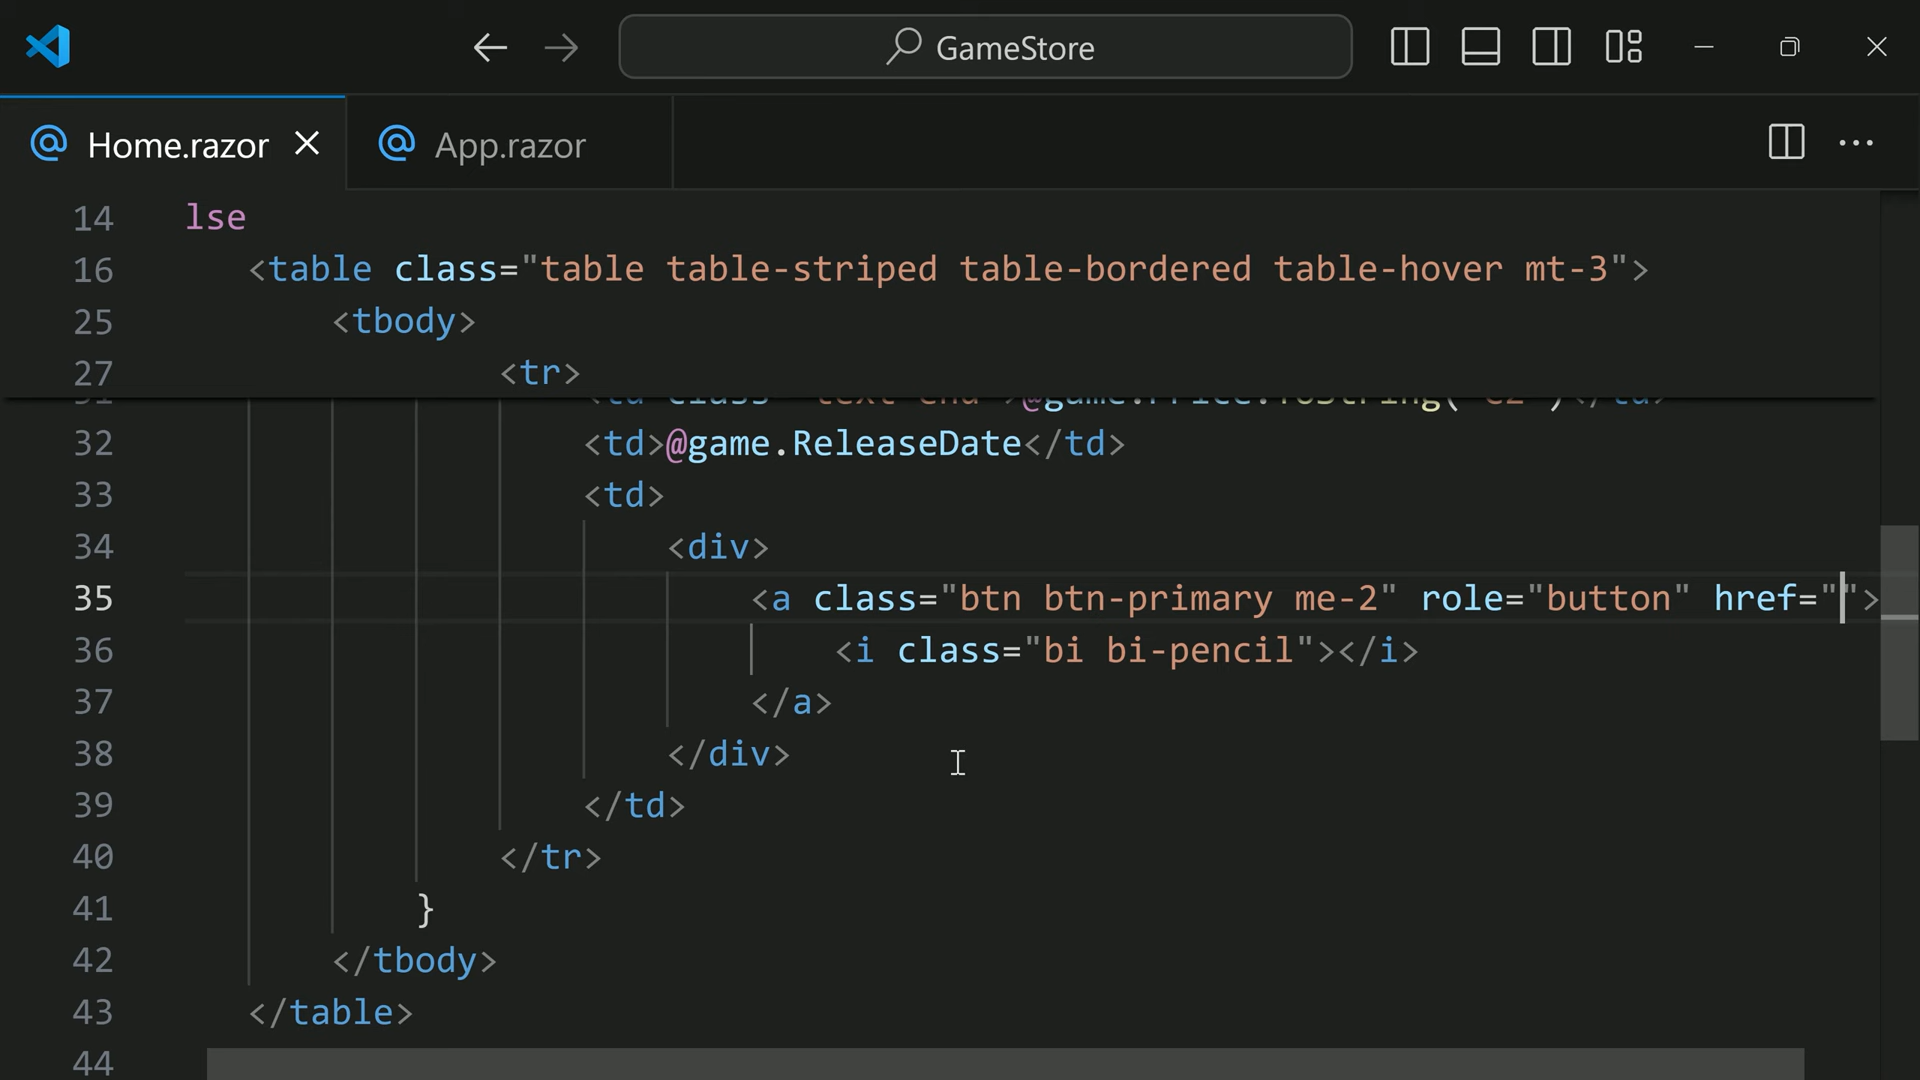 GameStore
Home.razor
App.razor
14 lse
16 <table class="table table-striped table-bordered table-hover mt-3">
25 <tbody>
27 <tr>
32 <td>@game.ReleaseDate</td>
33 <td>
34 <div>
35 <a class="btn btn-primary me-2" role="button" href="">
36 <i class="bi bi-pencil"></i>
37 </a>
38 </div>
39 </td>
40 </tr>
41 }
42 </tbody>
43 </table>
44